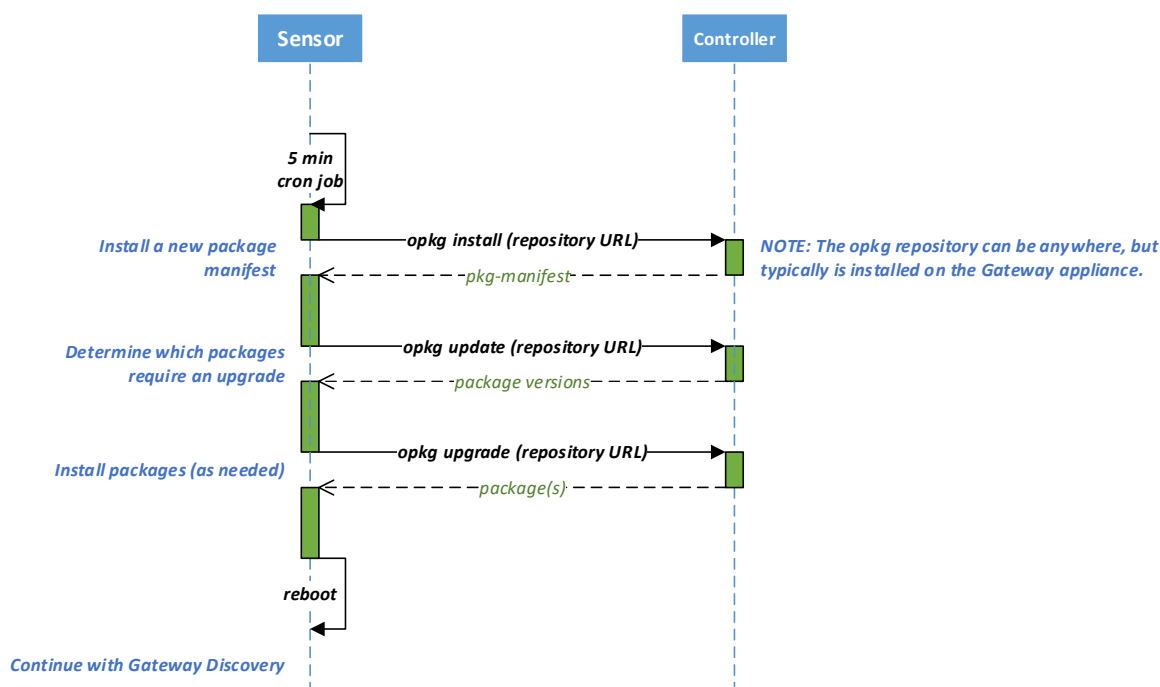 Sensor
Controller
5 min
cron job
Install a new package
manifest
opkg install (repository URL)
NOTE: The opkg repository can be anywhere, but
typically is installed on the Gateway appliance.
pkg-manifest
Determine which packages
require an upgrade
opkg update (repository URL)
package versions
opkg upgrade (repository URL)
Install packages (as needed)
package(s)
reboot
Continue with Gateway Discovery